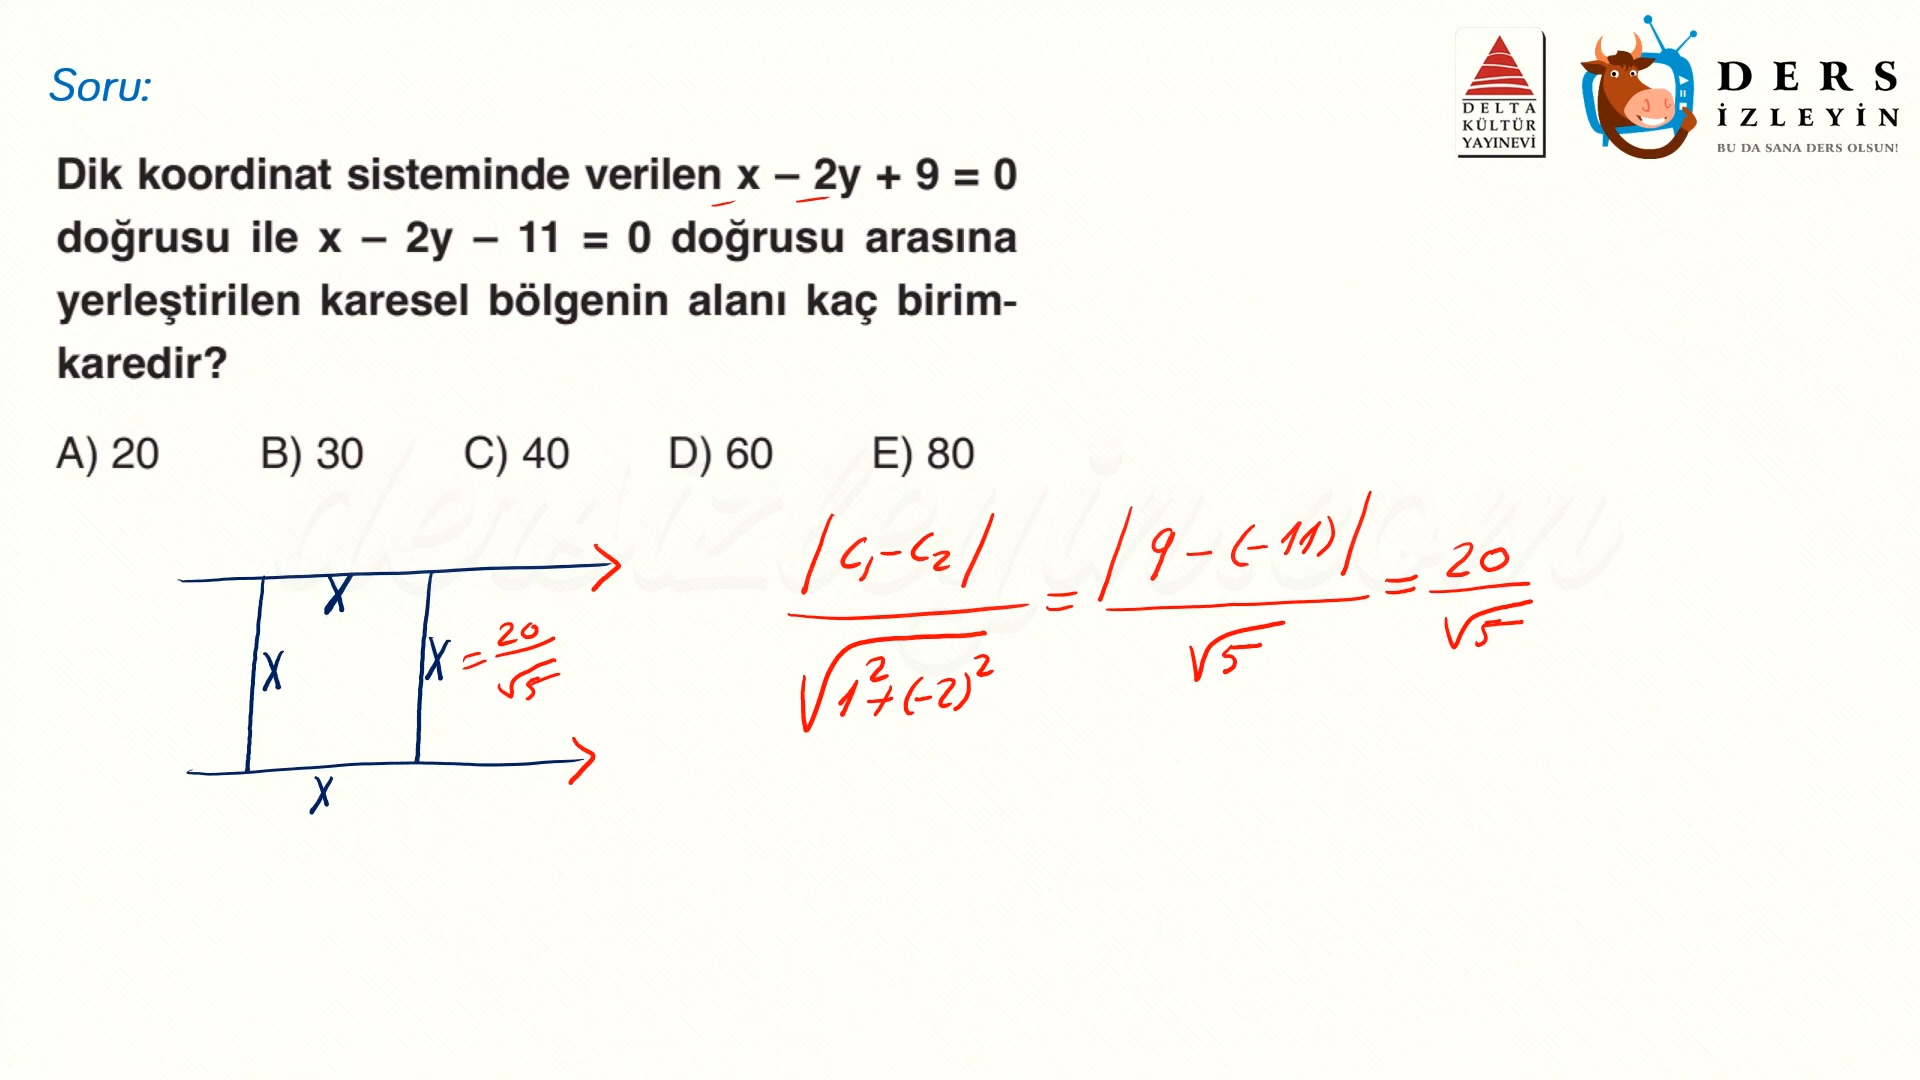 Soru:
DELTA
KÜLTÜR
YAYINEVİ
DERS
İZLEYİN
BU DA SANA DERS OLSUN!
Dik koordinat sisteminde verilen x – 2y + 9 = 0
doğrusu ile x – 2y – 11 = 0 doğrusu arasına
yerleştirilen karesel bölgenin alanı kaç birim-
karedir?
A) 20 B) 30 C) 40 D) 60 E) 80
dersizleyin.com
|C₁-C₂| / √(1²+(-2)²) = |9-(-11)| / √5 = 20/√5
X
X
X = 20/√5
X